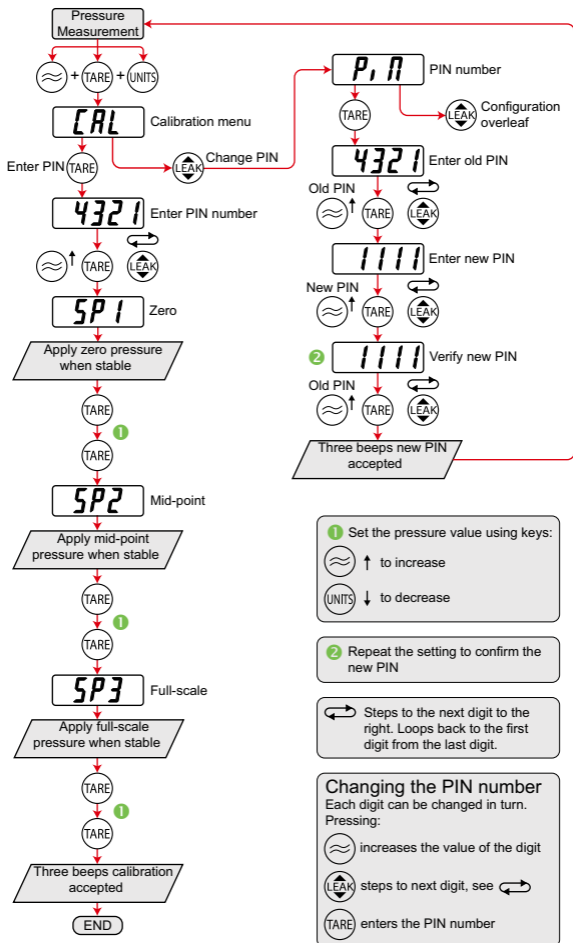 Pressure
Measurement
+ TARE + UNITS
CAL Calibration menu
Enter PIN TARE
LEAK Change PIN
4321 Enter PIN number
↑ TARE LEAK
SP1 Zero
Apply zero pressure
when stable
TARE
1
TARE
SP2 Mid-point
Apply mid-point
pressure when stable
TARE
1
TARE
SP3 Full-scale
Apply full-scale
pressure when stable
TARE
1
TARE
Three beeps calibration
accepted
END
PIN PIN number
TARE
LEAK Configuration
overleaf
4321 Enter old PIN
Old PIN
↑ TARE LEAK
1111 Enter new PIN
New PIN
↑ TARE LEAK
2 1111 Verify new PIN
Old PIN
↑ TARE LEAK
Three beeps new PIN
accepted
1 Set the pressure value using keys:
↑ to increase
UNITS ↓ to decrease
2 Repeat the setting to confirm the
new PIN
Steps to the next digit to the
right. Loops back to the first
digit from the last digit.
Changing the PIN number
Each digit can be changed in turn.
Pressing:
increases the value of the digit
LEAK steps to next digit, see
TARE enters the PIN number